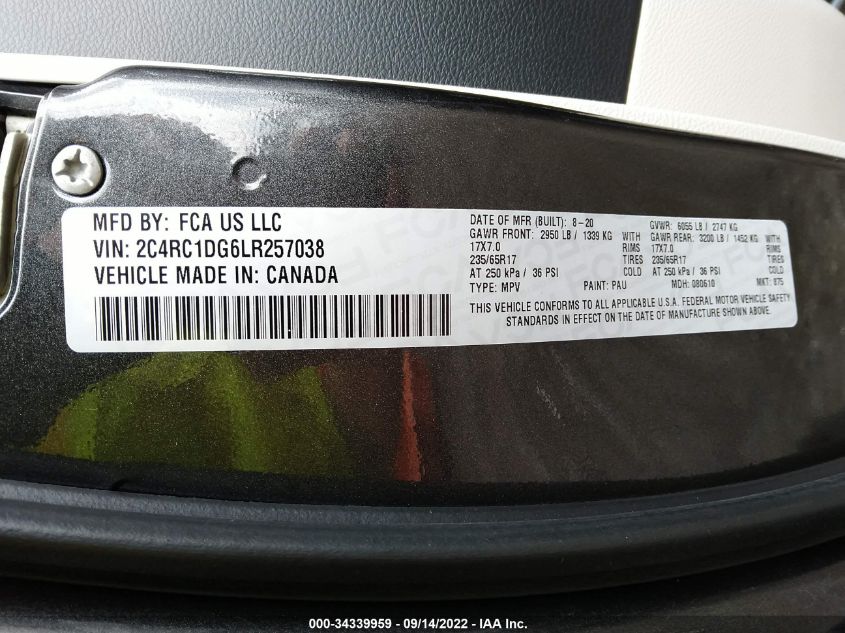 MFD BY: FCA US LLC
VIN: 2C4RC1DG6LR257038
VEHICLE MADE IN: CANADA
DATE OF MFR (BUILT): 8-20 GVWR: 6055 LB / 2747 KG
GAWR FRONT: 2950 LB / 1339 KG WITH GAWR REAR: 3200 LB / 1452 KG WITH
17X7.0 RIMS 17X7.0 RIMS
235/65R17 TIRES 235/65R17 TIRES
AT 250 kPa / 36 PSI COLD AT 250 kPa / 36 PSI COLD
TYPE: MPV PAINT: PAU MDH: 080610 MKT: 875
THIS VEHICLE CONFORMS TO ALL APPLICABLE U.S.A. FEDERAL MOTOR VEHICLE SAFETY
STANDARDS IN EFFECT ON THE DATE OF MANUFACTURE SHOWN ABOVE.
000-34339959 - 09/14/2022 - IAA Inc.